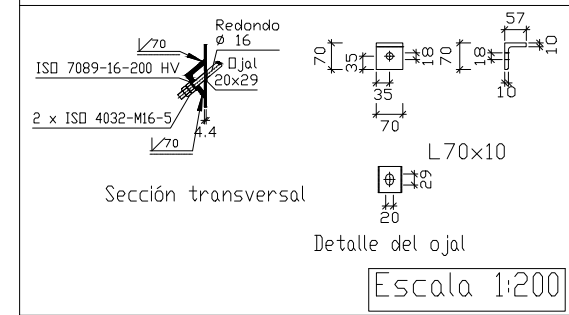 Redondo
ø 16
70
ISO 7089-16-200 HV
Ojal
20x29
2 x ISO 4032-M16-5
4.4
70
Sección transversal
70
35
18
35
70
57
70
18
10
10
L70x10
29
20
Detalle del ojal
Escala 1:200